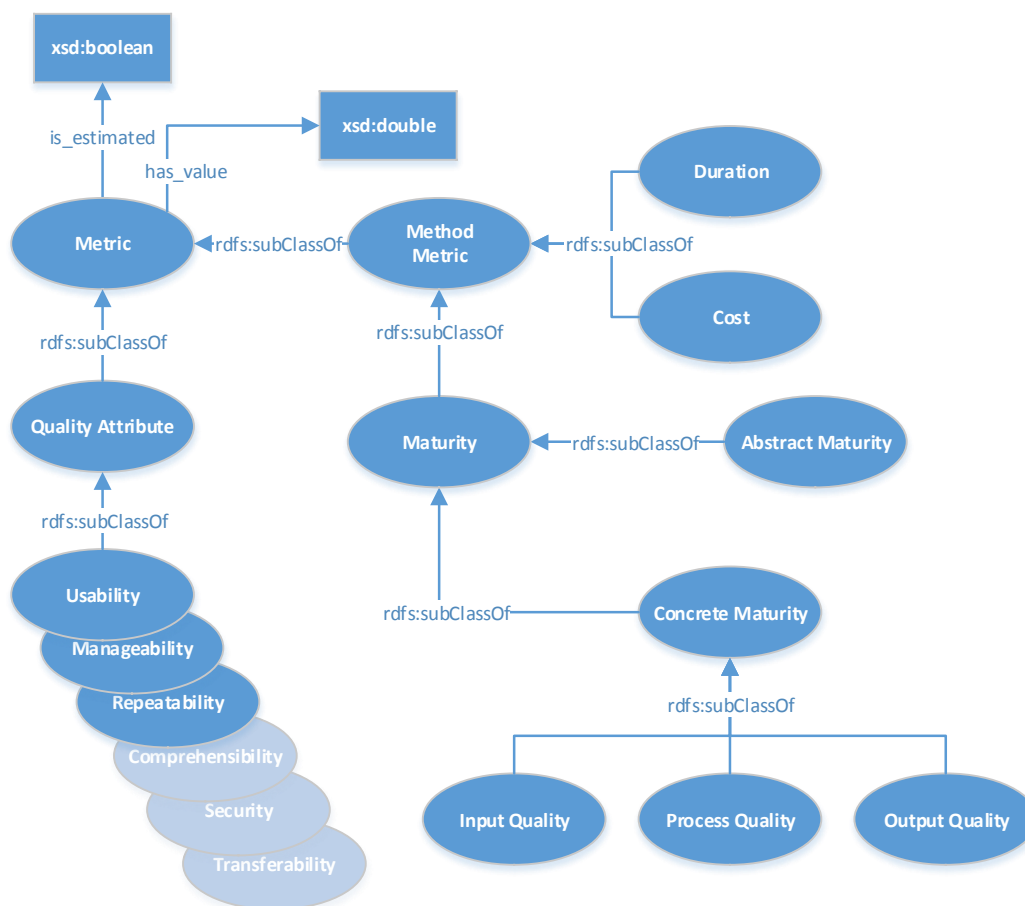 xsd:boolean
xsd:double
is_estimated
has_value
Duration
Metric
rdfs:subClassOf
Method
Metric
rdfs:subClassOf
Cost
rdfs:subClassOf
rdfs:subClassOf
Quality Attribute
Maturity
rdfs:subClassOf
Abstract Maturity
rdfs:subClassOf
Usability
rdfs:subClassOf
Concrete Maturity
Manageability
Repeatability
rdfs:subClassOf
Comprehensibility
Security
Transferability
Input Quality
Process Quality
Output Quality